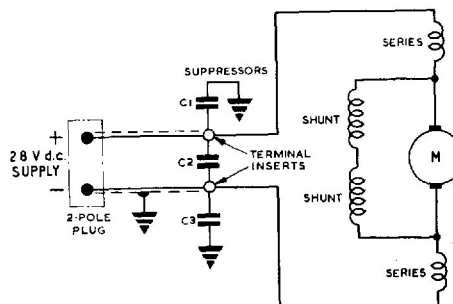 SERIES
SUPPRESSORS
C1
SHUNT
+
28 V d.c.
SUPPLY
C2
TERMINAL
INSERTS
M
−
2-POLE
PLUG
C3
SHUNT
SERIES